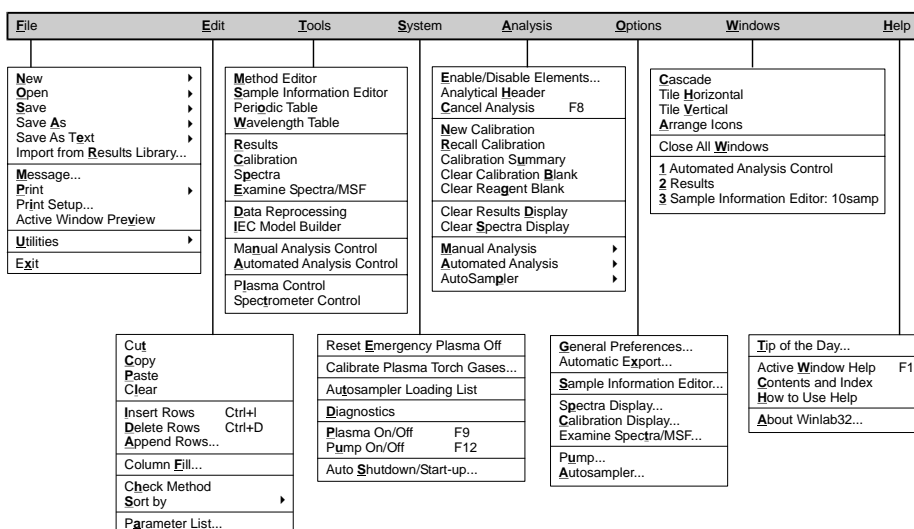 File Edit Tools System Analysis Options Windows Help
New
Open
Save
Save As
Save As Text
Import from Results Library...
Message...
Print
Print Setup...
Active Window Preview
Utilities
Exit
Method Editor
Sample Information Editor
Periodic Table
Wavelength Table
Results
Calibration
Spectra
Examine Spectra/MSF
Data Reprocessing
IEC Model Builder
Manual Analysis Control
Automated Analysis Control
Plasma Control
Spectrometer Control
Enable/Disable Elements...
Analytical Header
Cancel Analysis F8
New Calibration
Recall Calibration
Calibration Summary
Clear Calibration Blank
Clear Reagent Blank
Clear Results Display
Clear Spectra Display
Manual Analysis
Automated Analysis
AutoSampler
Cascade
Tile Horizontal
Tile Vertical
Arrange Icons
Close All Windows
1 Automated Analysis Control
2 Results
3 Sample Information Editor: 10samp
Cut
Copy
Paste
Clear
Insert Rows Ctrl+I
Delete Rows Ctrl+D
Append Rows...
Column Fill...
Check Method
Sort by
Parameter List...
Reset Emergency Plasma Off
Calibrate Plasma Torch Gases...
Autosampler Loading List
Diagnostics
Plasma On/Off F9
Pump On/Off F12
Auto Shutdown/Start-up...
General Preferences...
Automatic Export...
Sample Information Editor...
Spectra Display...
Calibration Display...
Examine Spectra/MSF...
Pump...
Autosampler...
Tip of the Day...
Active Window Help F1
Contents and Index
How to Use Help
About Winlab32...